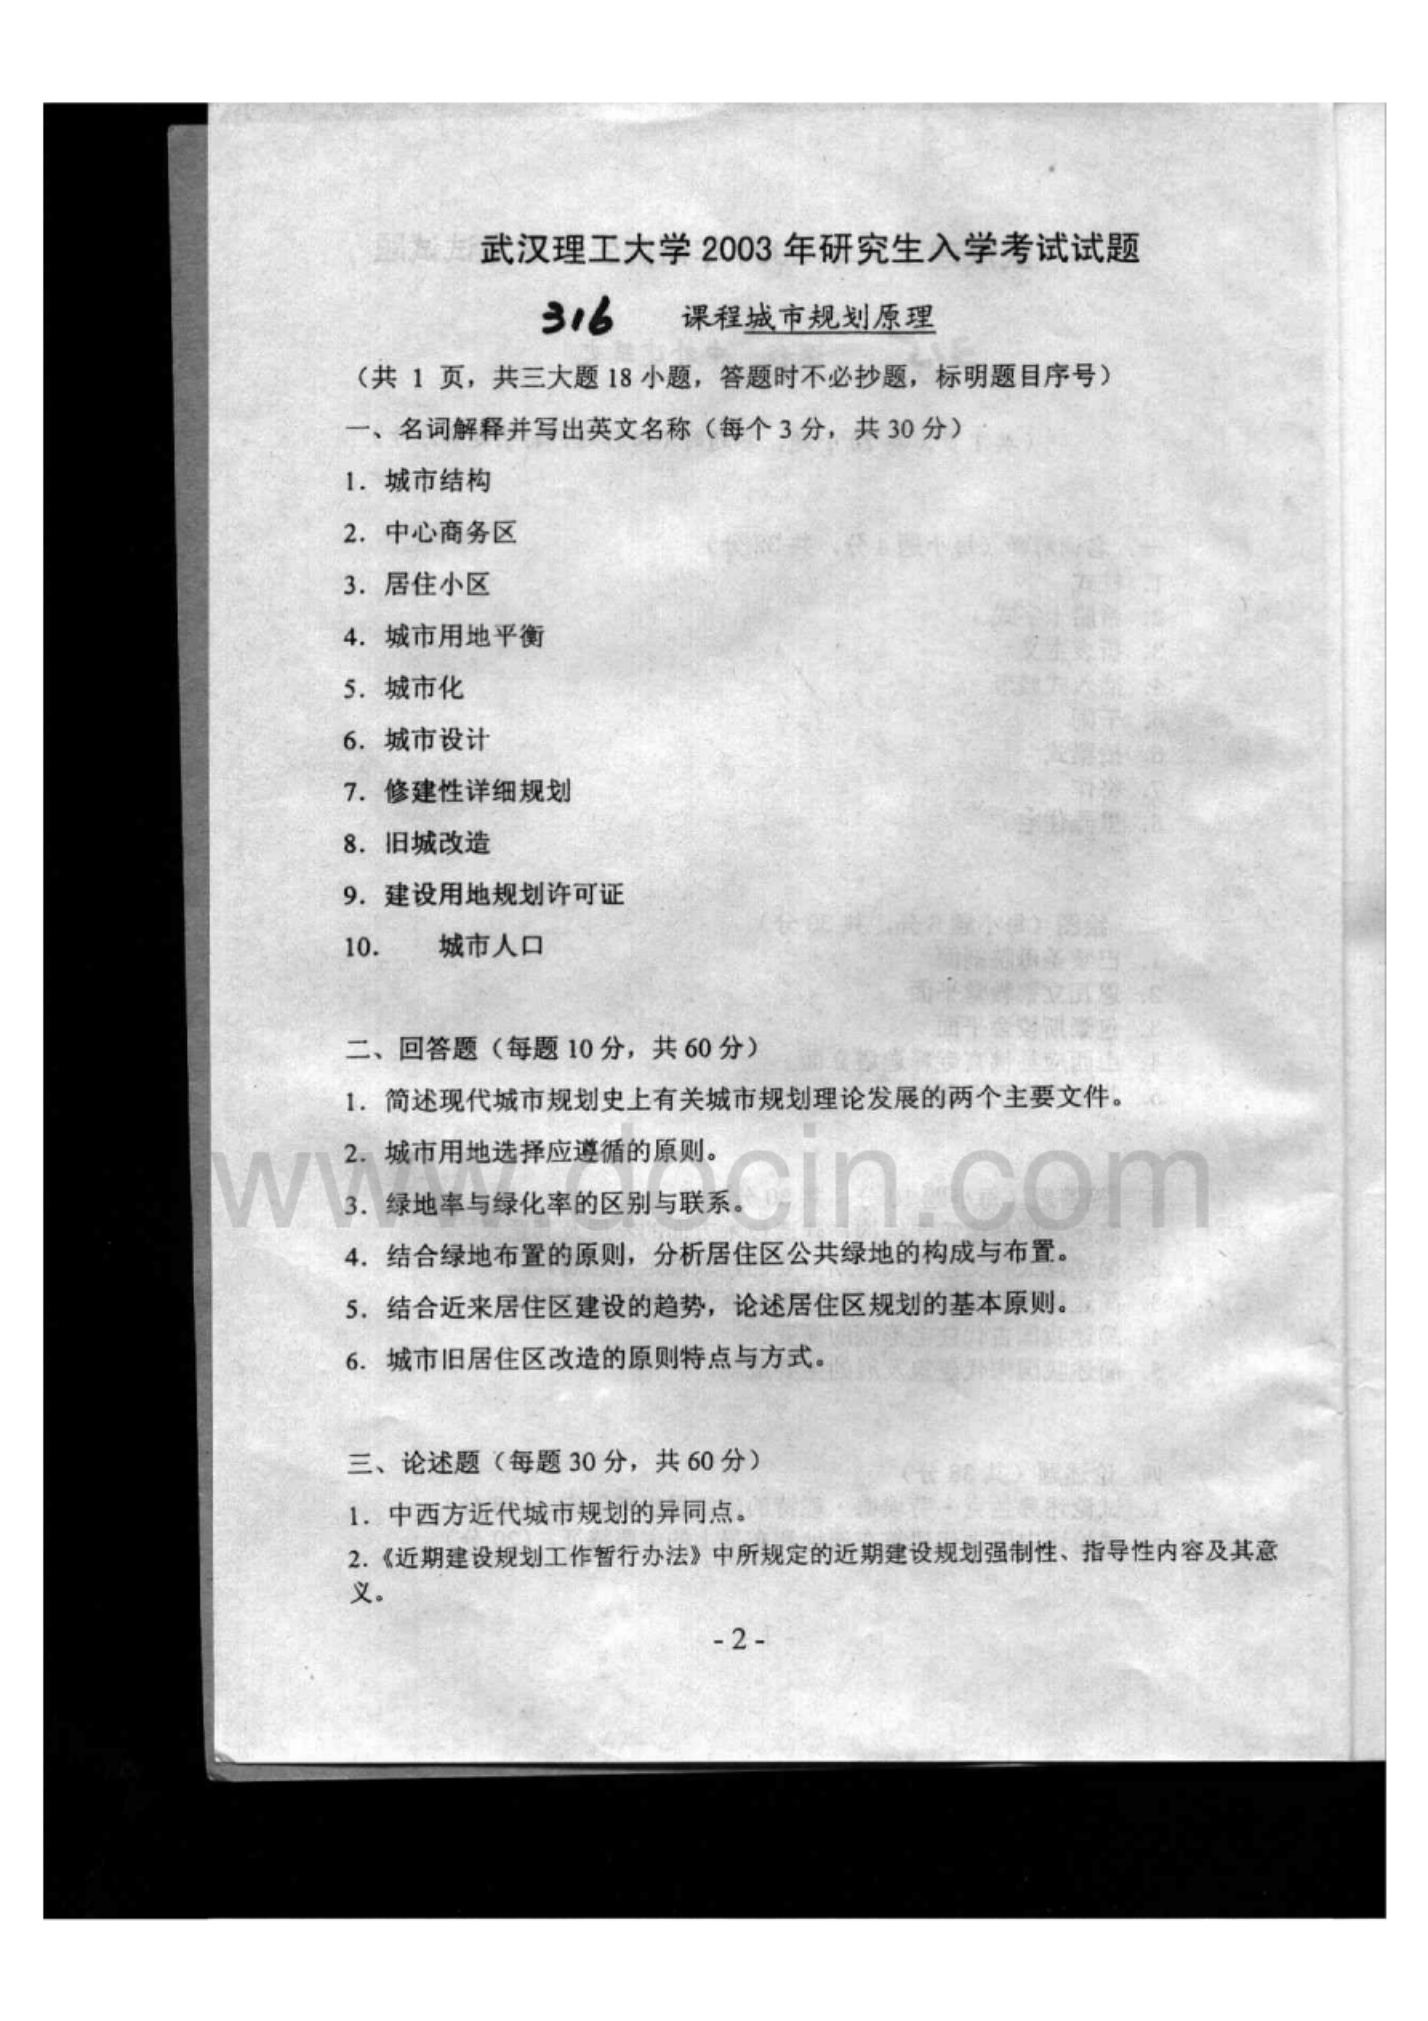 武汉理工大学 2003 年研究生入学考试试题
316 课程城市规划原理
（共 1 页，共三大题 18 小题，答题时不必抄题，标明题目序号）
一、名词解释并写出英文名称（每个 3 分，共 30 分）
1. 城市结构
2. 中心商务区
3. 居住小区
4. 城市用地平衡
5. 城市化
6. 城市设计
7. 修建性详细规划
8. 旧城改造
9. 建设用地规划许可证
10. 城市人口
二、回答题（每题 10 分，共 60 分）
1. 简述现代城市规划史上有关城市规划理论发展的两个主要文件。
2. 城市用地选择应遵循的原则。
www.docin.com
3. 绿地率与绿化率的区别与联系。
4. 结合绿地布置的原则，分析居住区公共绿地的构成与布置。
5. 结合近来居住区建设的趋势，论述居住区规划的基本原则。
6. 城市旧居住区改造的原则特点与方式。
三、论述题（每题 30 分，共 60 分）
1. 中西方近代城市规划的异同点。
2.《近期建设规划工作暂行办法》中所规定的近期建设规划强制性、指导性内容及其意
义。
- 2 -